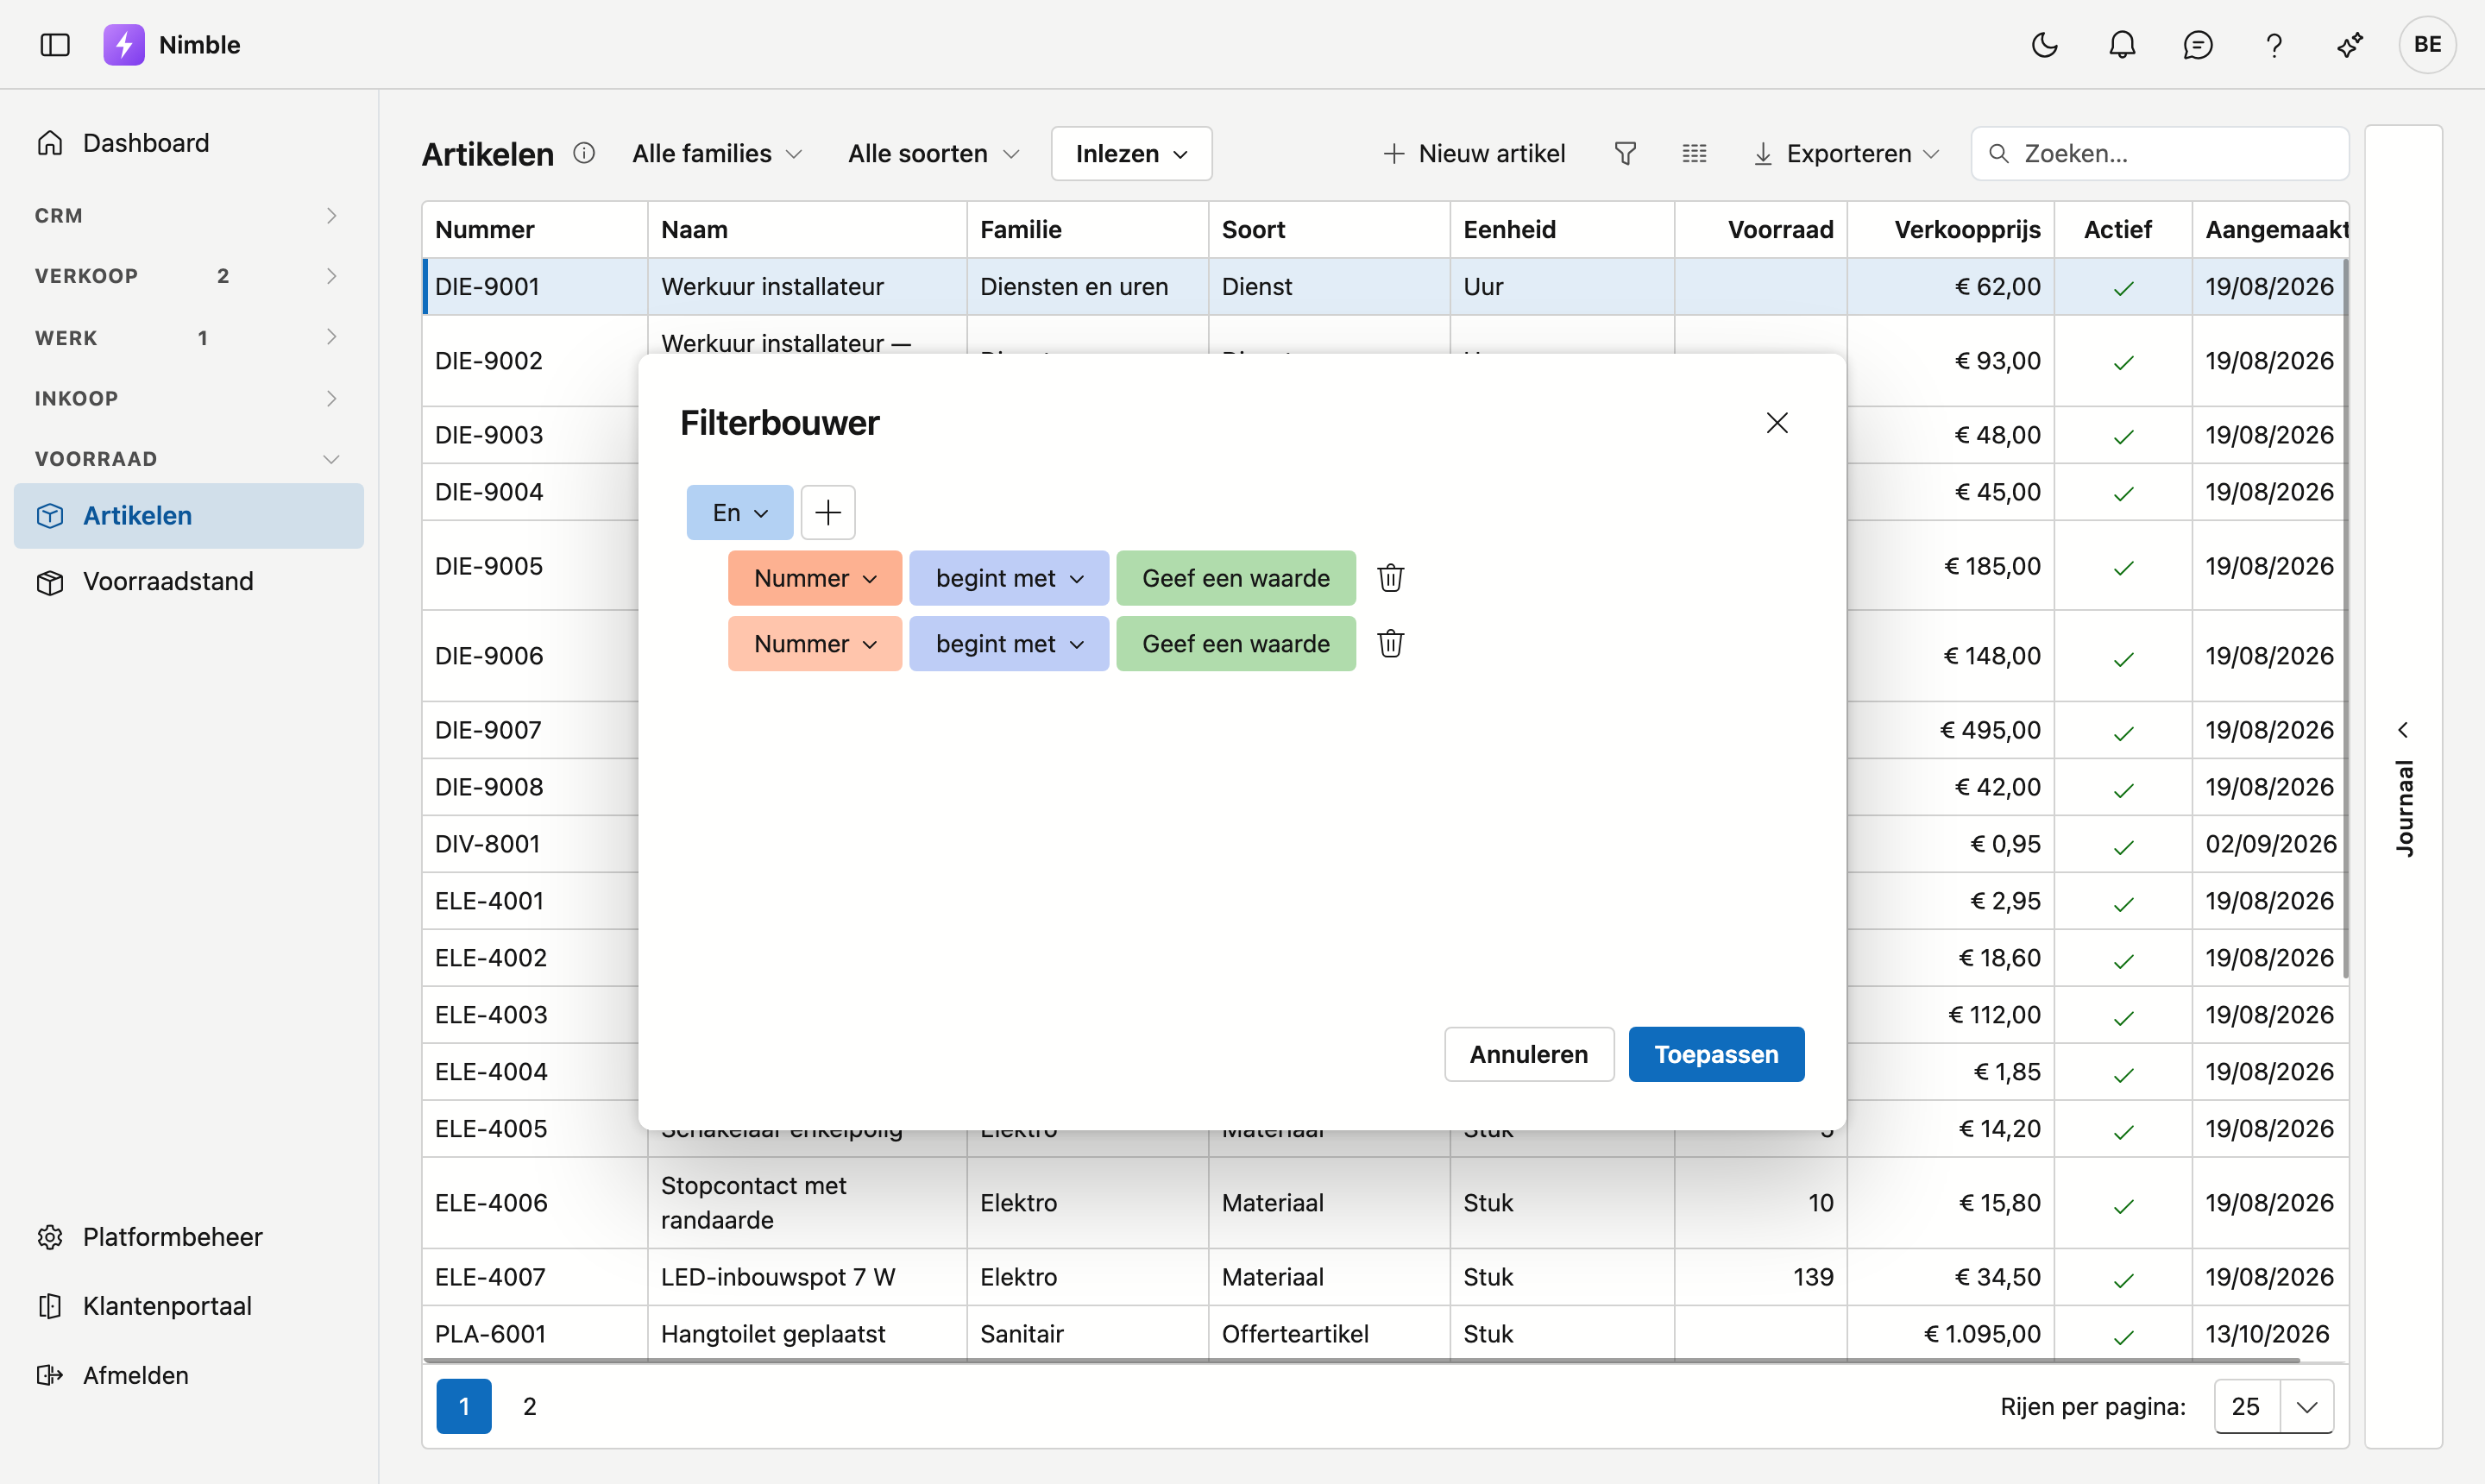 Nimble
BE
Dashboard
CRM
VERKOOP 2
WERK 1
INKOOP
VOORRAAD
Artikelen
Voorraadstand
Platformbeheer
Klantenportaal
Afmelden
Artikelen Alle families Alle soorten Inlezen Nieuw artikel Exporteren Zoeken...
Nummer Naam Familie Soort Eenheid Voorraad Verkoopprijs Actief Aangemaakt
DIE-9001 Werkuur installateur Diensten en uren Dienst Uur € 62,00 19/08/2026
DIE-9002 Werkuur installateur — € 93,00 19/08/2026
DIE-9003 € 48,00 19/08/2026
DIE-9004 € 45,00 19/08/2026
DIE-9005 € 185,00 19/08/2026
DIE-9006 € 148,00 19/08/2026
DIE-9007 € 495,00 19/08/2026
DIE-9008 € 42,00 19/08/2026
DIV-8001 € 0,95 02/09/2026
ELE-4001 € 2,95 19/08/2026
ELE-4002 € 18,60 19/08/2026
ELE-4003 € 112,00 19/08/2026
ELE-4004 € 1,85 19/08/2026
ELE-4005 Schakelaar enkelpolig Elektro Materiaal Stuk € 14,20 19/08/2026
ELE-4006 Stopcontact met randaarde Elektro Materiaal Stuk 10 € 15,80 19/08/2026
ELE-4007 LED-inbouwspot 7 W Elektro Materiaal Stuk 139 € 34,50 19/08/2026
PLA-6001 Hangtoilet geplaatst Sanitair Offerteartikel Stuk € 1.095,00 13/10/2026
1 2 Rijen per pagina: 25
Filterbouwer
En
Nummer begint met Geef een waarde
Nummer begint met Geef een waarde
Annuleren Toepassen
Journaal